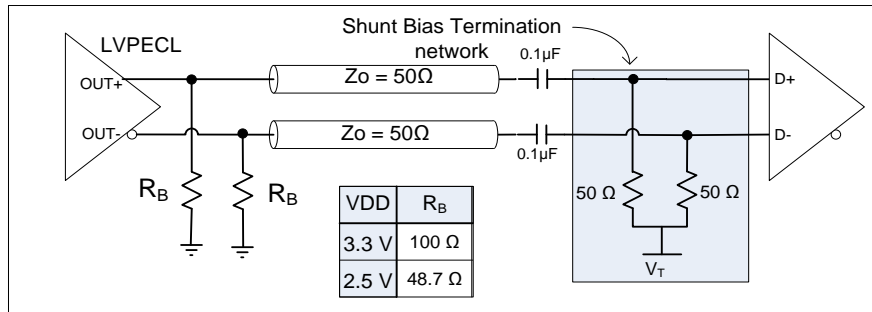 Shunt Bias Termination
network
LVPECL
0.1µF
OUT+
Zo = 50Ω
D+
OUT-
Zo = 50Ω
D-
0.1µF
R_B
R_B
50 Ω
50 Ω
VDD R_B
3.3 V 100 Ω
2.5 V 48.7 Ω
V_T